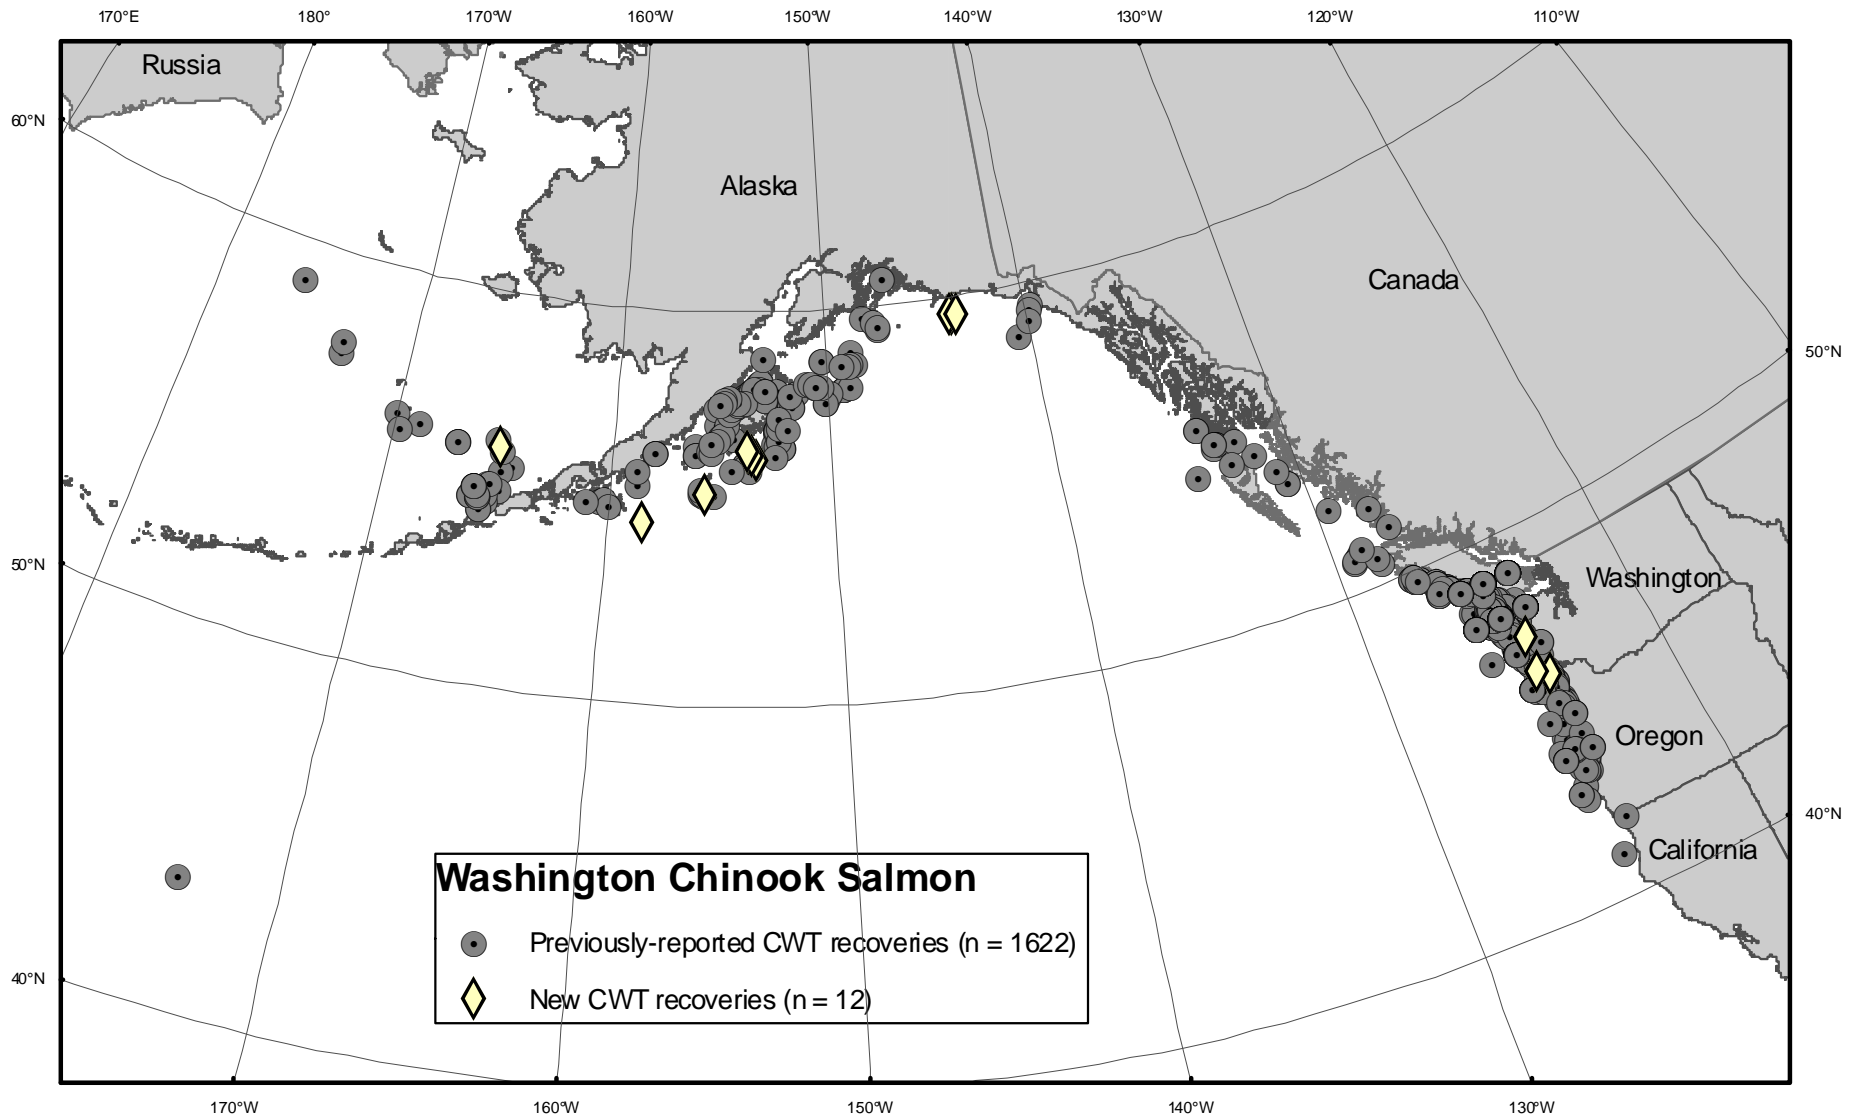 170°E 180° 170°W 160°W 150°W 140°W 130°W 120°W 110°W
Russia
60°N
Alaska
Canada
50°N
50°N
Washington
Oregon
40°N
California
Washington Chinook Salmon
Previously-reported CWT recoveries (n = 1622)
40°N
New CWT recoveries (n = 12)
170°W 160°W 150°W 140°W 130°W